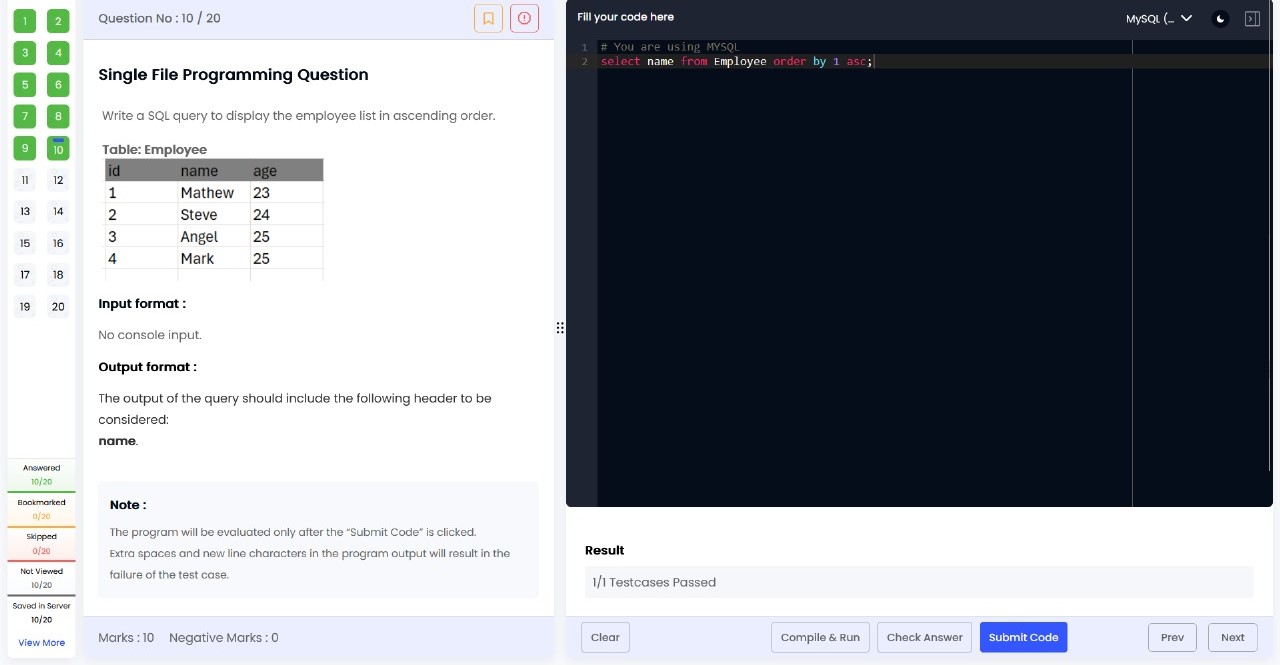 1 2
3 4
5 6
7 8
9 10
11 12
13 14
15 16
17 18
19 20
Answered
10/20
Bookmarked
0/20
Skipped
0/20
Not Viewed
10/20
Saved in Server
10/20
View More
Question No : 10 / 20
Single File Programming Question
Write a SQL query to display the employee list in ascending order.
Table: Employee
id name age
1 Mathew 23
2 Steve 24
3 Angel 25
4 Mark 25
Input format :
No console input.
Output format :
The output of the query should include the following header to be
considered:
name.
Note :
The program will be evaluated only after the “Submit Code” is clicked.
Extra spaces and new line characters in the program output will result in the
failure of the test case.
Marks : 10 Negative Marks : 0
Fill your code here
MySQL (...
1 # You are using MYSQL
2 select name from Employee order by 1 asc;
Result
1/1 Testcases Passed
Clear Compile & Run Check Answer Submit Code Prev Next